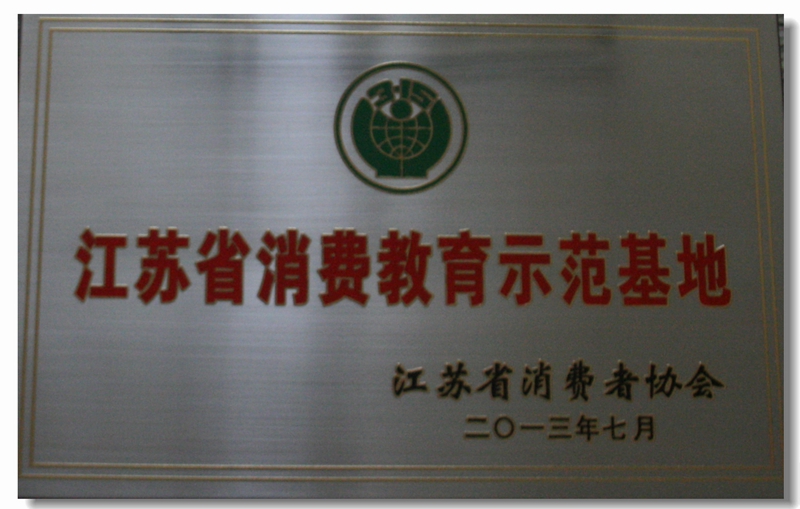 3·15
江苏省消费教育示范基地
江苏省消费者协会
二〇一三年七月